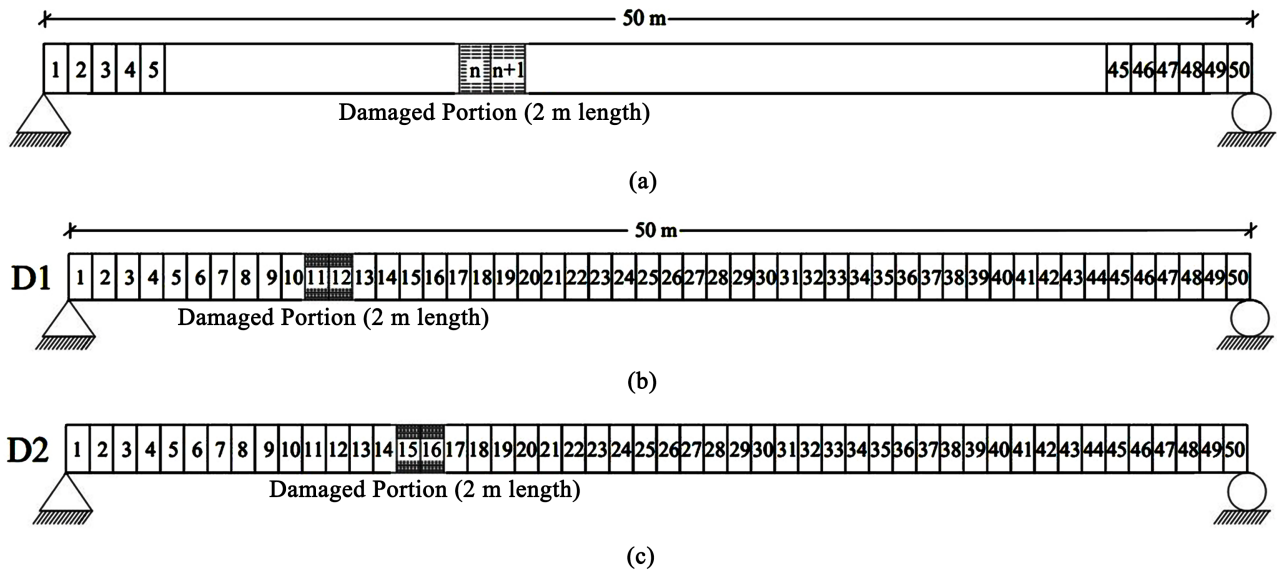 50 m
1 2 3 4 5 n n+1 45 46 47 48 49 50
Damaged Portion (2 m length)
(a)
50 m
D1 1 2 3 4 5 6 7 8 9 10 11 12 13 14 15 16 17 18 19 20 21 22 23 24 25 26 27 28 29 30 31 32 33 34 35 36 37 38 39 40 41 42 43 44 45 46 47 48 49 50
Damaged Portion (2 m length)
(b)
D2 1 2 3 4 5 6 7 8 9 10 11 12 13 14 15 16 17 18 19 20 21 22 23 24 25 26 27 28 29 30 31 32 33 34 35 36 37 38 39 40 41 42 43 44 45 46 47 48 49 50
Damaged Portion (2 m length)
(c)